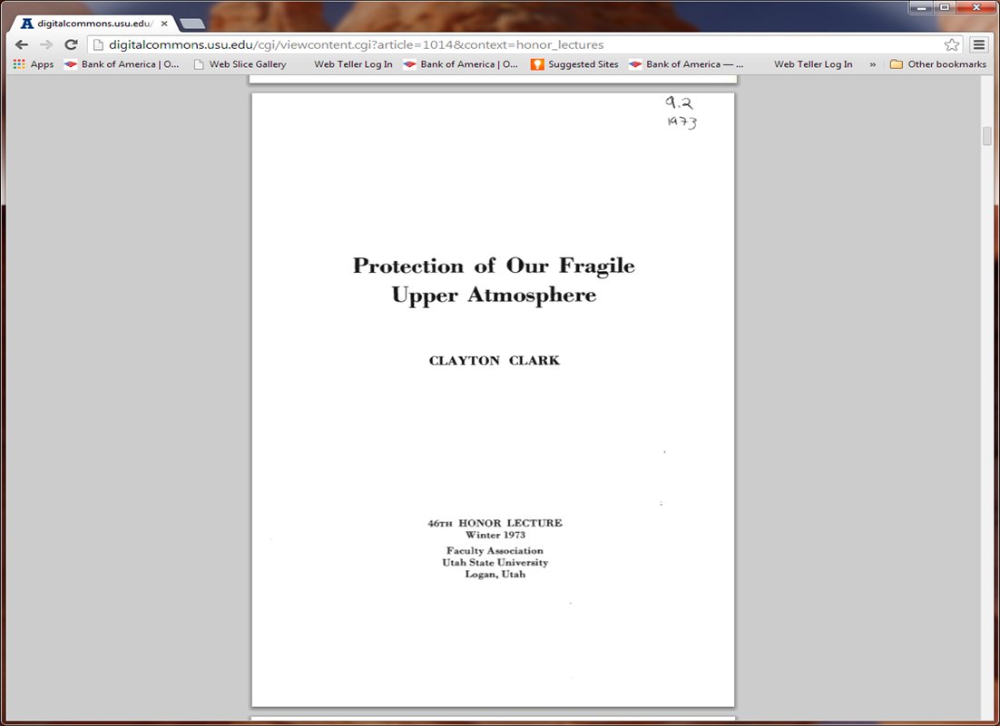 digitalcommons.usu.edu/
digitalcommons.usu.edu/cgi/viewcontent.cgi?article=1014&context=honor_lectures
Apps Bank of America | O... Web Slice Gallery Web Teller Log In Bank of America | O... Suggested Sites Bank of America — ... Web Teller Log In » Other bookmarks
9.2
1973
Protection of Our Fragile
Upper Atmosphere
CLAYTON CLARK
46TH HONOR LECTURE
Winter 1973
Faculty Association
Utah State University
Logan, Utah